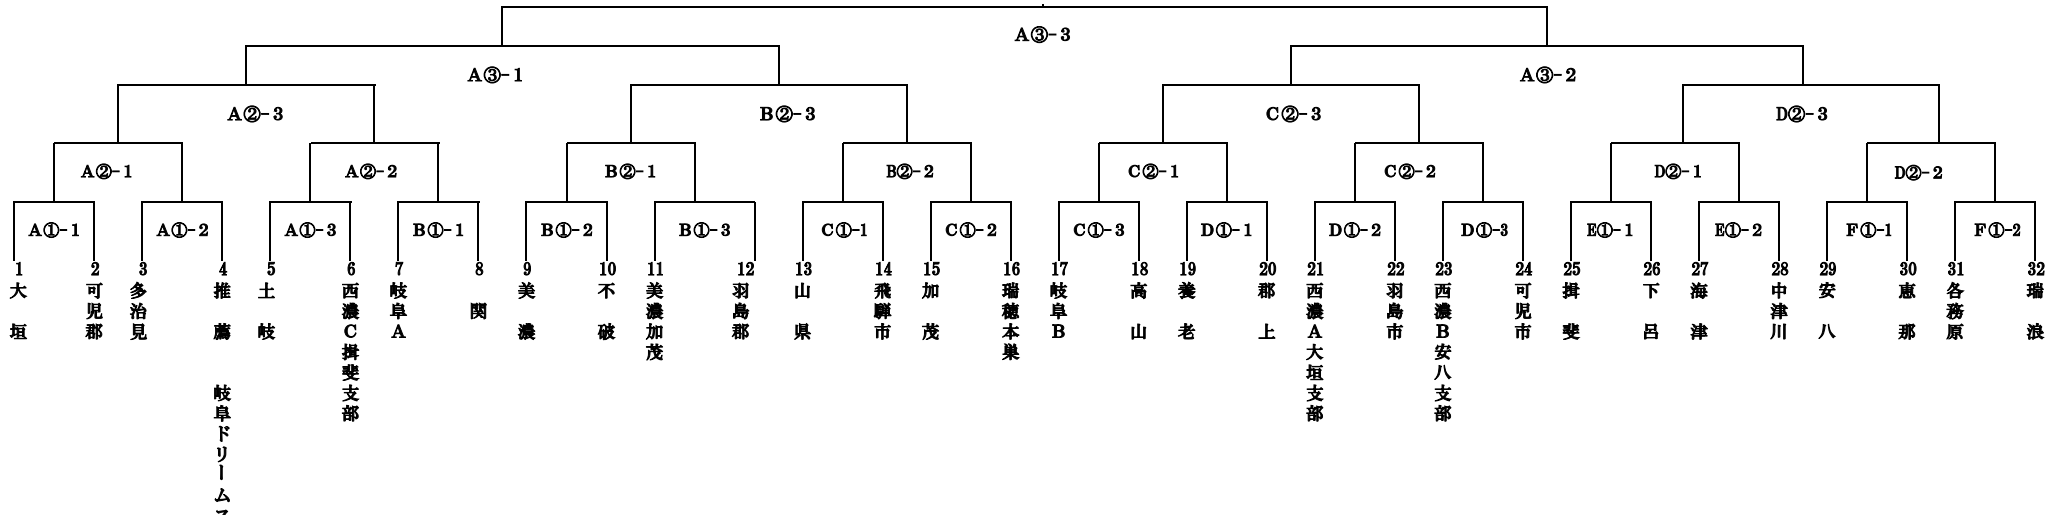 A③-3
A③-1
A③-2
A②-3
B②-3
C②-3
D②-3
A②-1
A②-2
B②-1
B②-2
C②-1
C②-2
D②-1
D②-2
A①-1
A①-2
A①-3
B①-1
B①-2
B①-3
C①-1
C①-2
C①-3
D①-1
D①-2
D①-3
E①-1
E①-2
F①-1
F①-2
1
大垣
2
可児郡
3
多治見
4
推薦 岐阜ドリームス
5
土岐
6
西濃C揖斐支部
7
岐阜A
8
関
9
美濃
10
不破
11
美濃加茂
12
羽島郡
13
山県
14
飛騨市
15
加茂
16
瑞穂本巣
17
岐阜B
18
高山
19
養老
20
郡上
21
西濃A大垣支部
22
羽島市
23
西濃B安八支部
24
可児市
25
揖斐
26
下呂
27
海津
28
中津川
29
安八
30
恵那
31
各務原
32
瑞浪